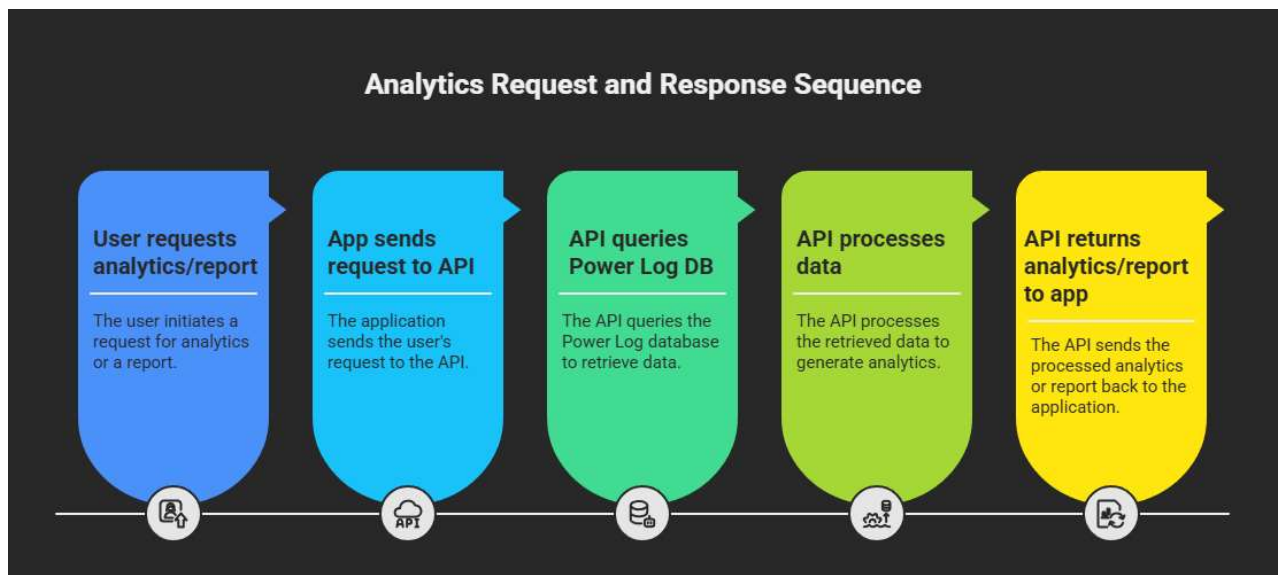 Analytics Request and Response Sequence
User requests
analytics/report
The user initiates a
request for analytics
or a report.
App sends
request to API
The application
sends the user's
request to the API.
API queries
Power Log DB
The API queries the
Power Log database
to retrieve data.
API processes
data
The API processes
the retrieved data to
generate analytics.
API returns
analytics/report
to app
The API sends the
processed analytics
or report back to the
application.
API